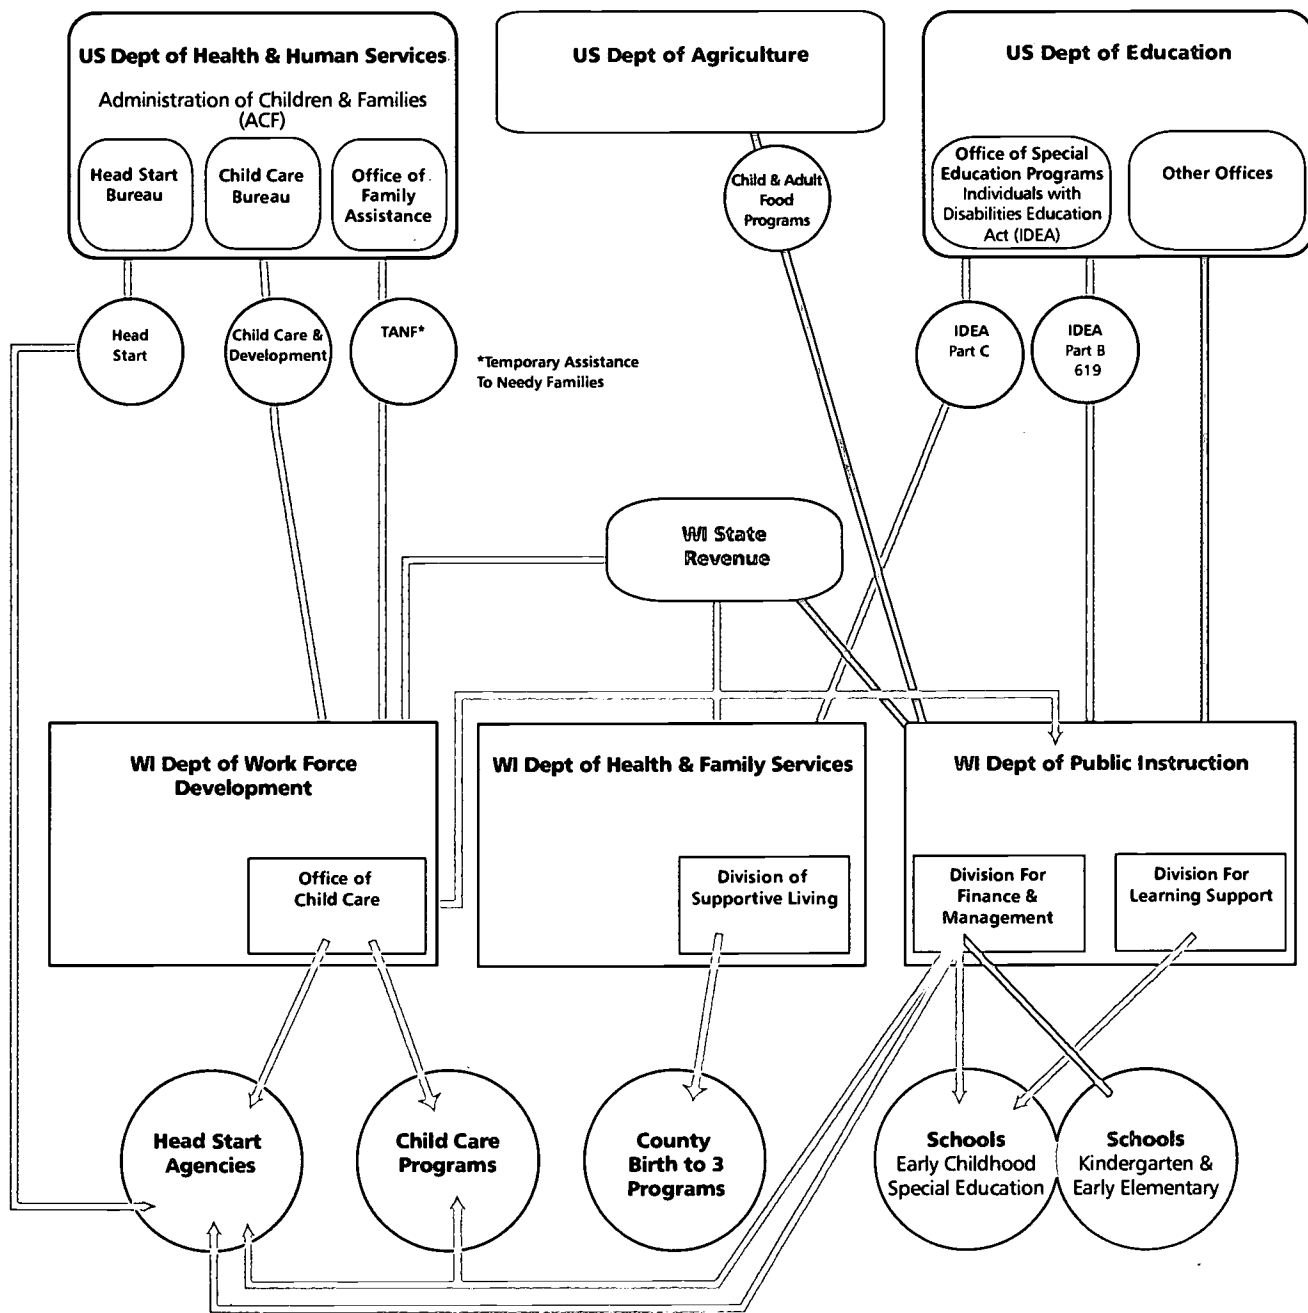 US Dept of Health & Human Services
Administration of Children & Families
(ACF)
Head Start
Bureau
Child Care
Bureau
Office of
Family
Assistance
US Dept of Agriculture
US Dept of Education
Office of Special
Education Programs
Individuals with
Disabilities Education
Act (IDEA)
Other Offices
Child & Adult
Food
Programs
Head
Start
Child Care &
Development
TANF*
*Temporary Assistance
To Needy Families
IDEA
Part C
IDEA
Part B
619
WI State
Revenue
WI Dept of Work Force
Development
Office of
Child Care
WI Dept of Health & Family Services
Division of
Supportive Living
WI Dept of Public Instruction
Division For
Finance &
Management
Division For
Learning Support
Head Start
Agencies
Child Care
Programs
County
Birth to 3
Programs
Schools
Early Childhood
Special Education
Schools
Kindergarten &
Early Elementary